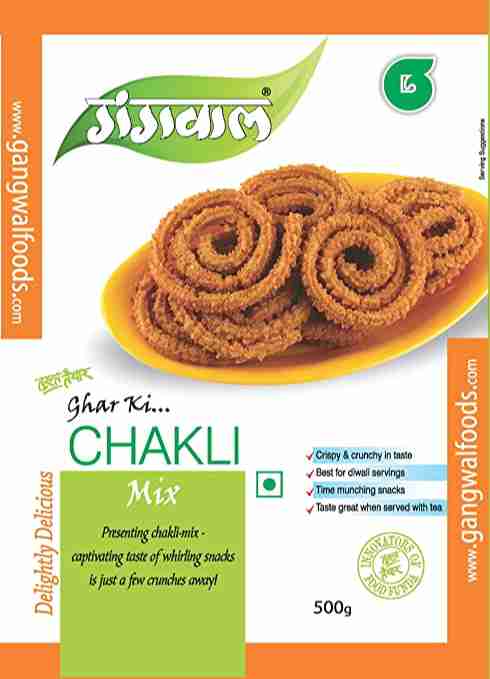 गंगवाल®
www.gangwalfoods.com
Serving Suggestions
तुरंत तैयार
Ghar Ki...
CHAKLI
Mix
Presenting chakli-mix -
captivating taste of whirling snacks
is just a few crunches away!
Delightly Delicious
Crispy & crunchy in taste
Best for diwali servings
Time munching snacks
Taste great when served with tea
INNOVATORS OF
FOOD FUNDA
500g
www.gangwalfoods.com